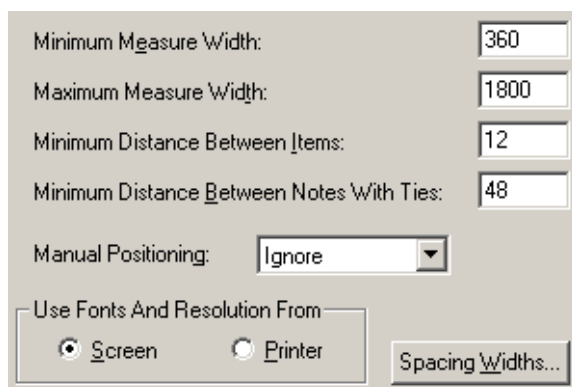 Minimum Measure Width: 360
Maximum Measure Width: 1800
Minimum Distance Between Items: 12
Minimum Distance Between Notes With Ties: 48
Manual Positioning: Ignore
Use Fonts And Resolution From
Screen Printer
Spacing Widths...